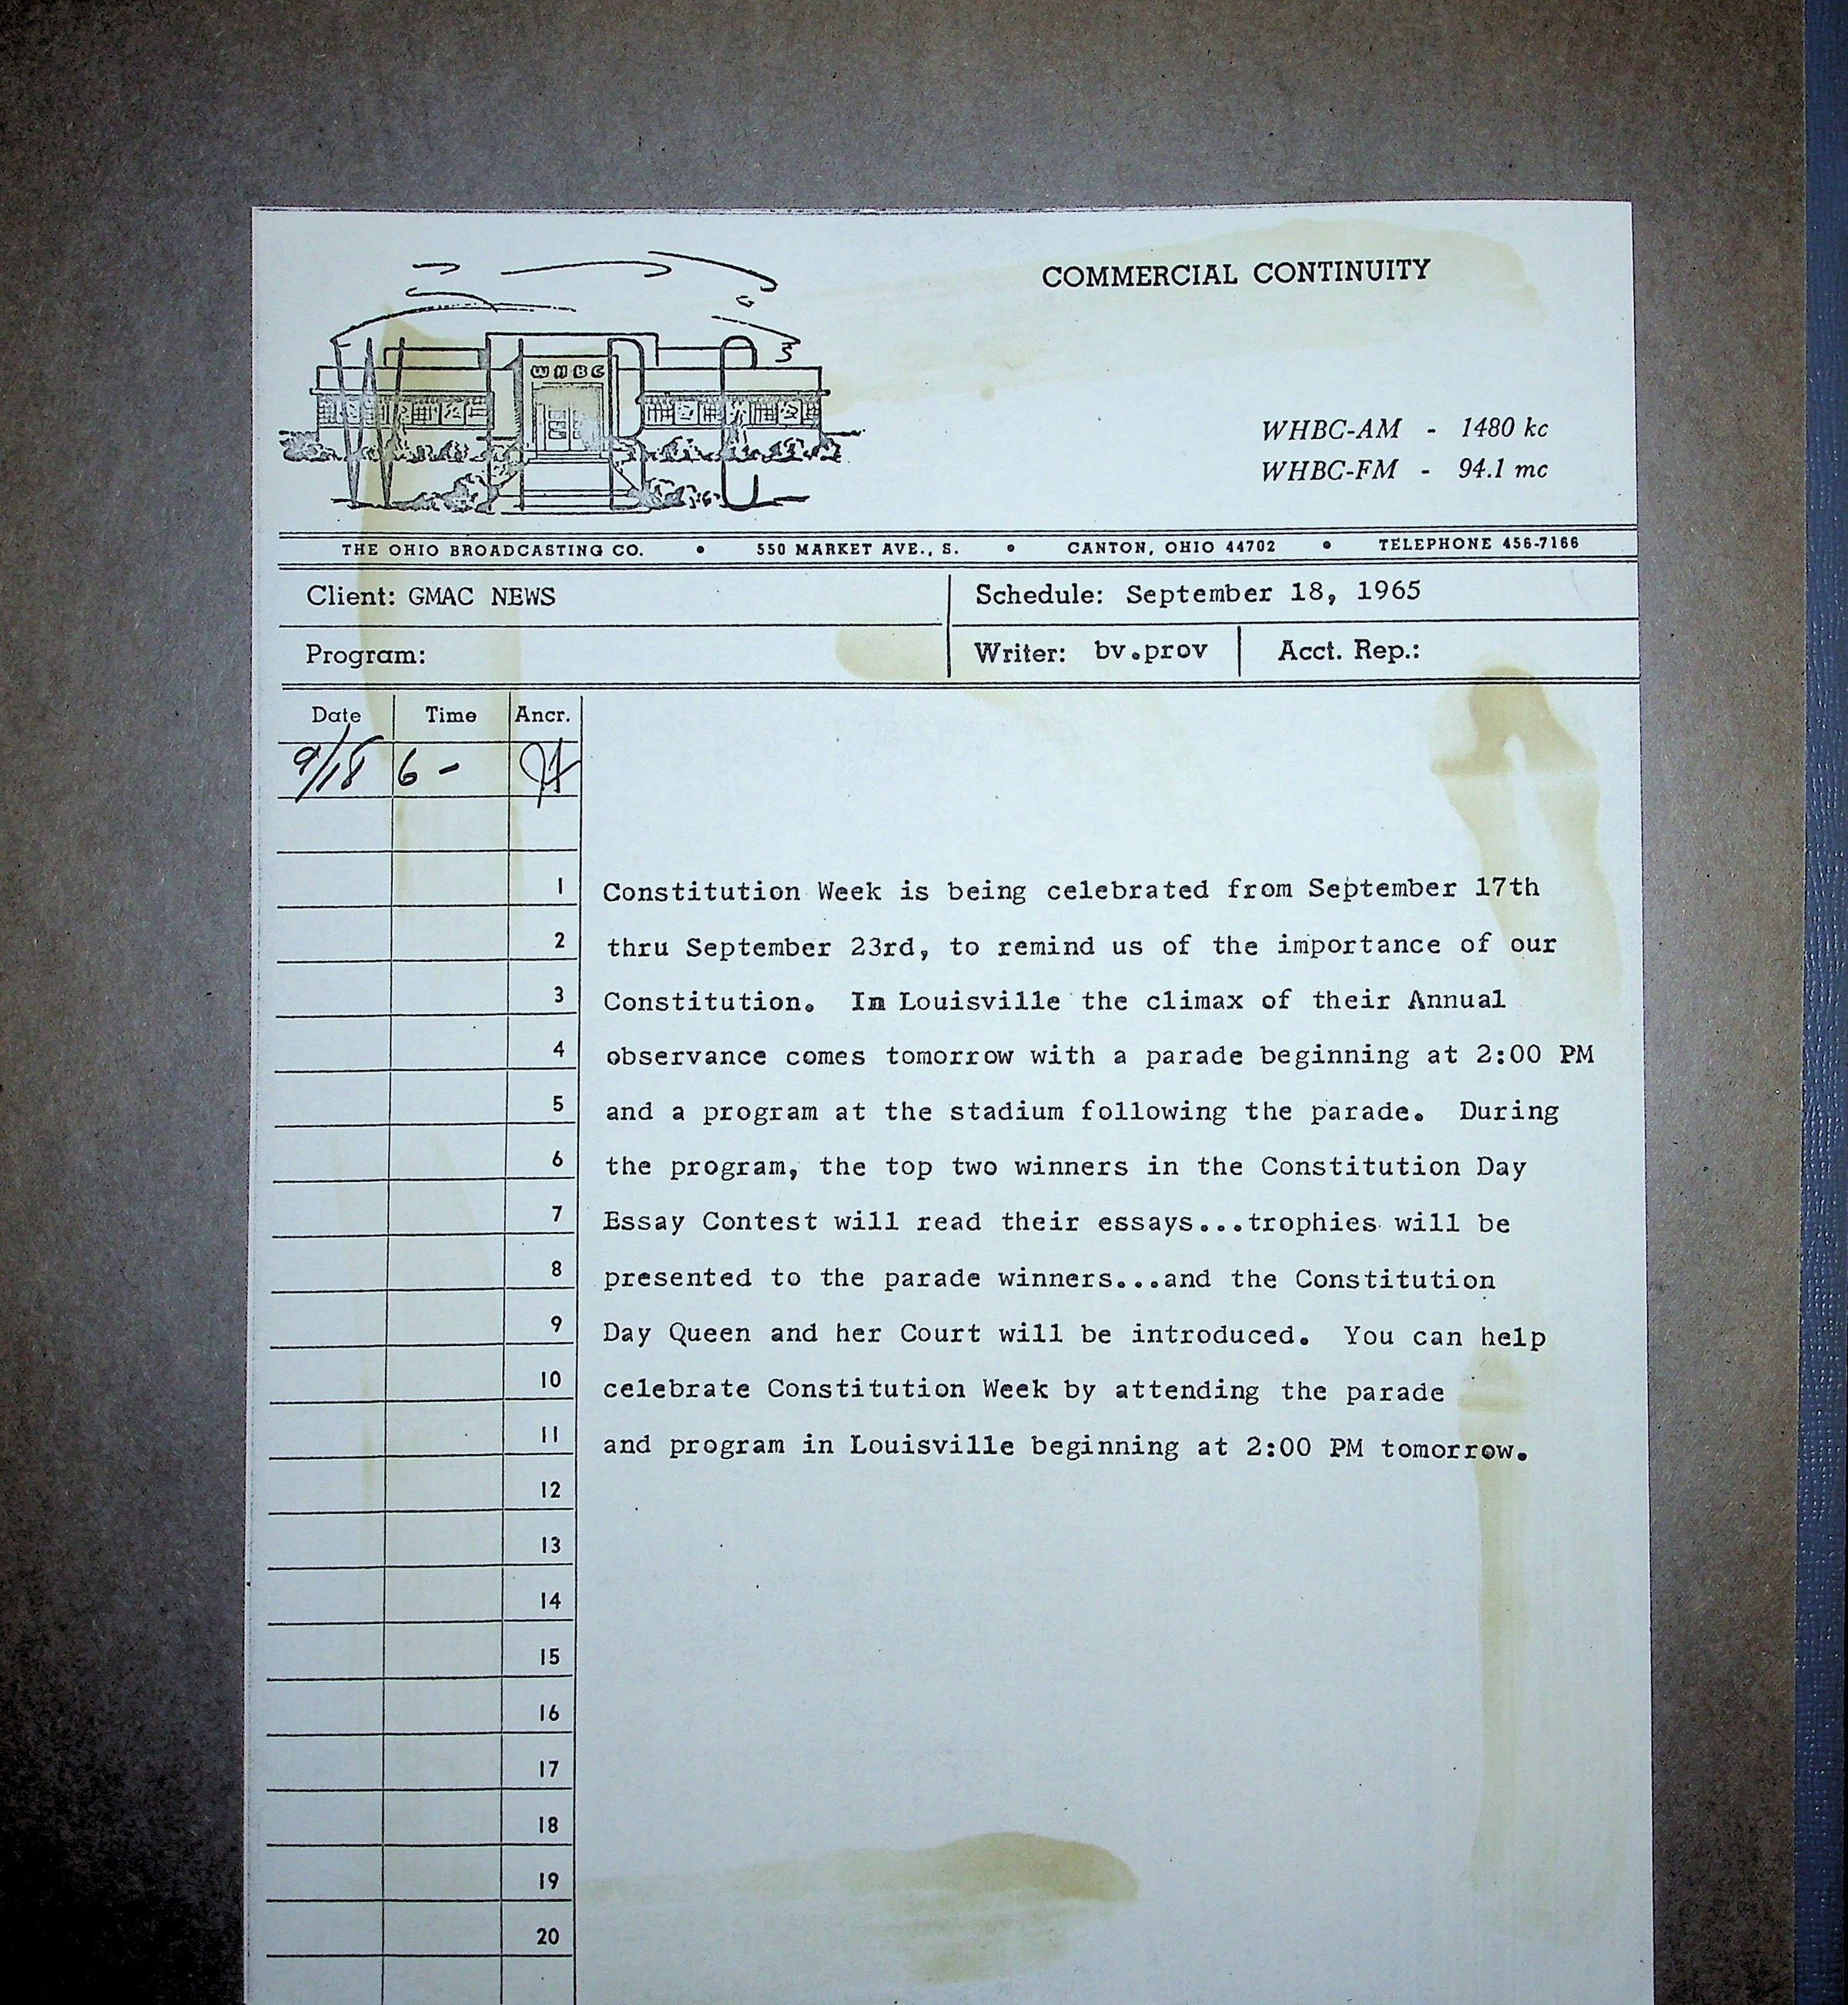 COMMERCIAL CONTINUITY
WHBC
WHBC-AM - 1480 kc
WHBC-FM - 94.1 mc
THE OHIO BROADCASTING CO. • 550 MARKET AVE., S. • CANTON, OHIO 44702 • TELEPHONE 456-7166
Client: GMAC NEWS Schedule: September 18, 1965
Program: Writer: bv.prov Acct. Rep.:
Date Time Ancr.
9/18 6 -
1 Constitution Week is being celebrated from September 17th
2 thru September 23rd, to remind us of the importance of our
3 Constitution. In Louisville the climax of their Annual
4 observance comes tomorrow with a parade beginning at 2:00 PM
5 and a program at the stadium following the parade. During
6 the program, the top two winners in the Constitution Day
7 Essay Contest will read their essays...trophies will be
8 presented to the parade winners...and the Constitution
9 Day Queen and her Court will be introduced. You can help
10 celebrate Constitution Week by attending the parade
11 and program in Louisville beginning at 2:00 PM tomorrow.
12
13
14
15
16
17
18
19
20